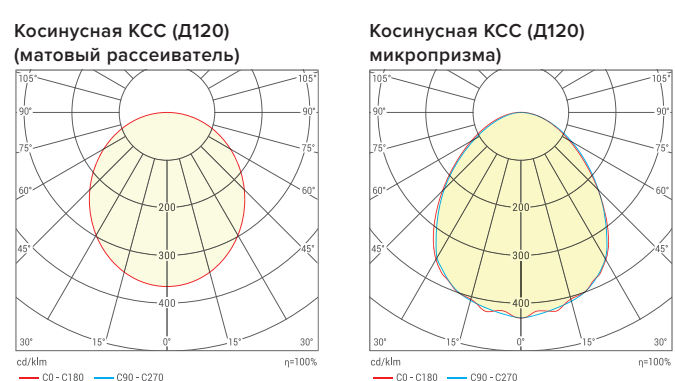 Косинусная КСС (Д120)
(матовый рассеиватель)
105° 105°
90° 90°
75° 75°
60° 60°
200
45° 45°
300
400
30° 15° 0° 15° 30°
cd/klm η=100%
C0 - C180 C90 - C270
Косинусная КСС (Д120)
микропризма)
105° 105°
90° 90°
75° 75°
60° 60°
200
45° 45°
300
400
30° 15° 0° 15° 30°
cd/klm η=100%
C0 - C180 C90 - C270